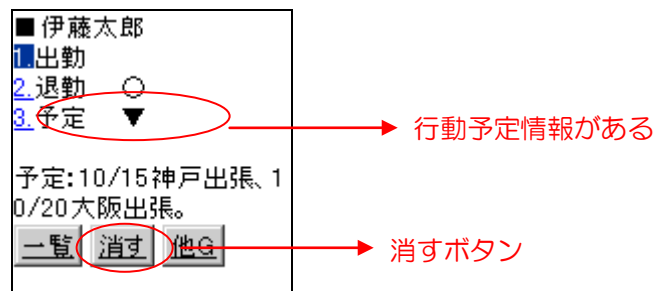 ■伊藤太郎
1.出勤
2.退勤 ○
3.予定 ▼
行動予定情報がある
予定:10/15神戸出張、1
0/20大阪出張。
一覧 消す 他G
消すボタン